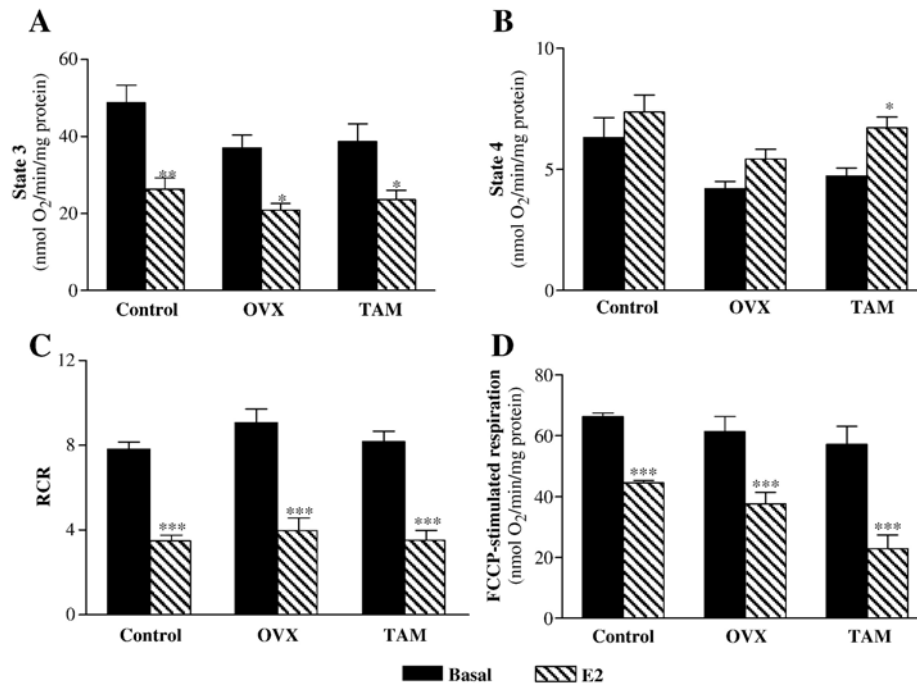 A
State 3
(nmol O2/min/mg protein)
60
40
20
0
**
*
*
Control OVX TAM
B
State 4
(nmol O2/min/mg protein)
10
5
0
*
Control OVX TAM
C
RCR
12
8
4
0
***
***
***
Control OVX TAM
D
FCCP-stimulated respiration
(nmol O2/min/mg protein)
80
60
40
20
0
***
***
***
Control OVX TAM
Basal E2